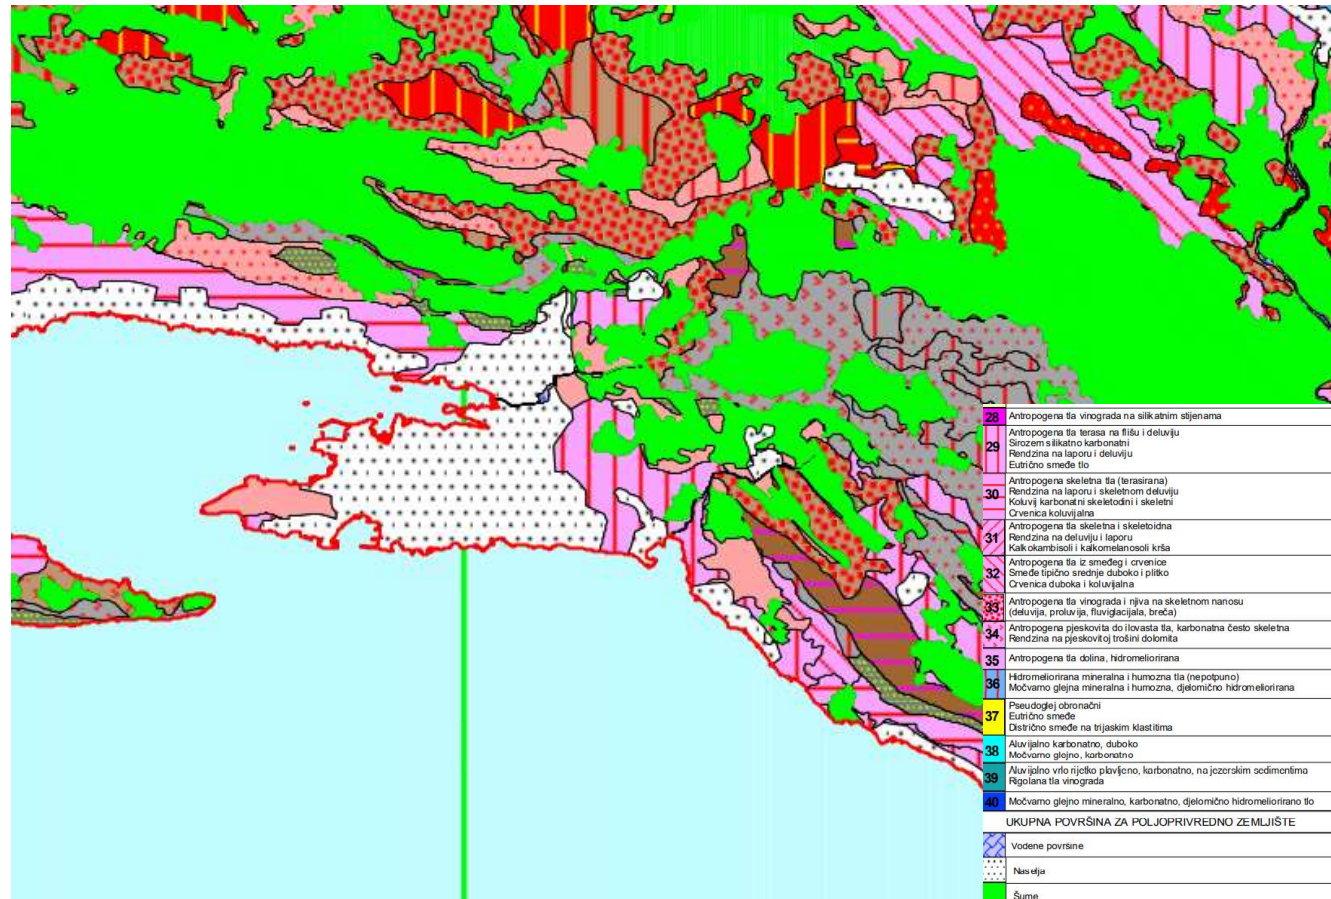 28 Antropogena tla vinograda na silikatnim stijenama
29 Antropogena tla terasa na flišu i deluviju
Sirozem silikatno karbonatni
Rendzina na laporu i deluviju
Eutrično smeđe tlo
30 Antropogena skeletna tla (terasirana)
Rendzina na laporu i skeletnom deluviju
Koluvij karbonatni skeletodini i skeletni
Crvenica koluvijalna
31 Antropogena tla skeletna i skeletoidna
Rendzina na deluviju i laporu
Kalkokambisoli i kalkomelanosoli krša
32 Antropogena tla iz smeđeg i crvenice
Smeđe tipično srednje duboko i plitko
Crvenica duboka i koluvijalna
33 Antropogena tla vinograda i njiva na skeletnom nanosu
(deluvija, proluvija, fluviglacijala, breča)
34 Antropogena pjeskovita do ilovasta tla, karbonatna često skeletna
Rendzina na pjeskovitoj trošini dolomita
35 Antropogena tla dolina, hidromeliorirana
36 Hidromeliorirana mineralna i humozna tla (nepotpuno)
Močvarno glejna mineralna i humozna, djelomično hidromeliorirana
37 Pseudoglej obronačni
Eutrično smeđe
Distrično smeđe na trijaskim klastitima
38 Aluvijalno karbonatno, duboko
Močvarno glejno, karbonatno
39 Aluvijalno vrlo rijetko plavljeno, karbonatno, na jezerskim sedimentima
Rigolana tla vinograda
40 Močvarno glejno mineralno, karbonatno, djelomično hidromeliorirano tlo
UKUPNA POVRŠINA ZA POLJOPRIVREDNO ZEMLJIŠTE
Vodene površine
Naselja
Šume